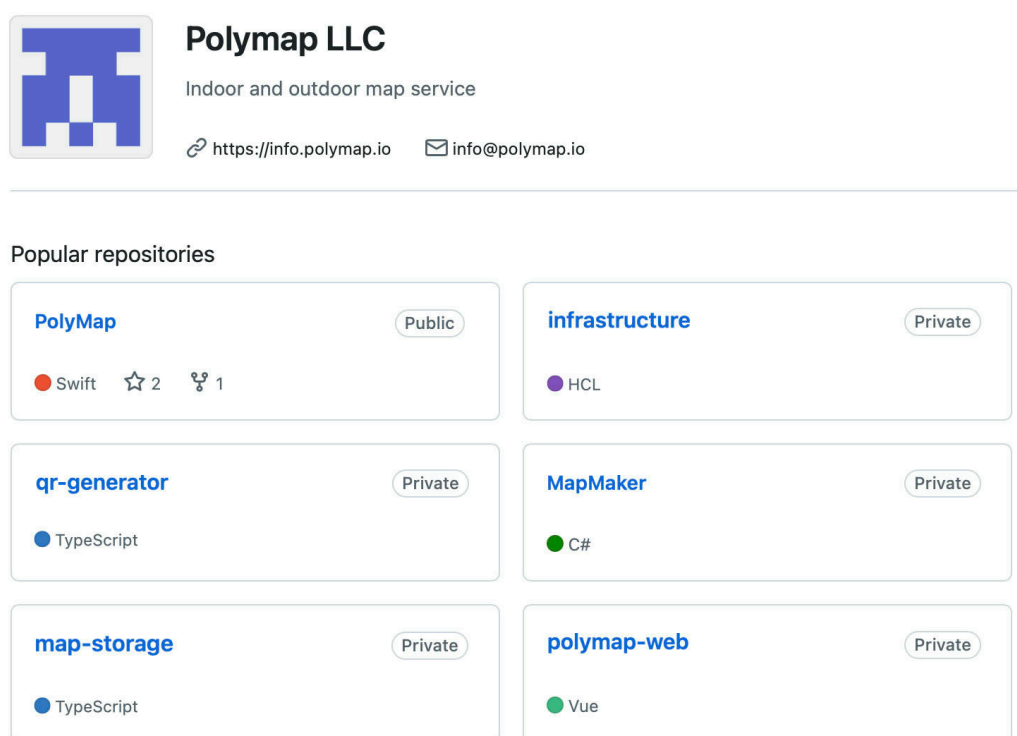 Polymap LLC
Indoor and outdoor map service
https://info.polymap.io info@polymap.io
Popular repositories
PolyMap Public
Swift 2 1
infrastructure Private
HCL
qr-generator Private
TypeScript
MapMaker Private
C#
map-storage Private
TypeScript
polymap-web Private
Vue